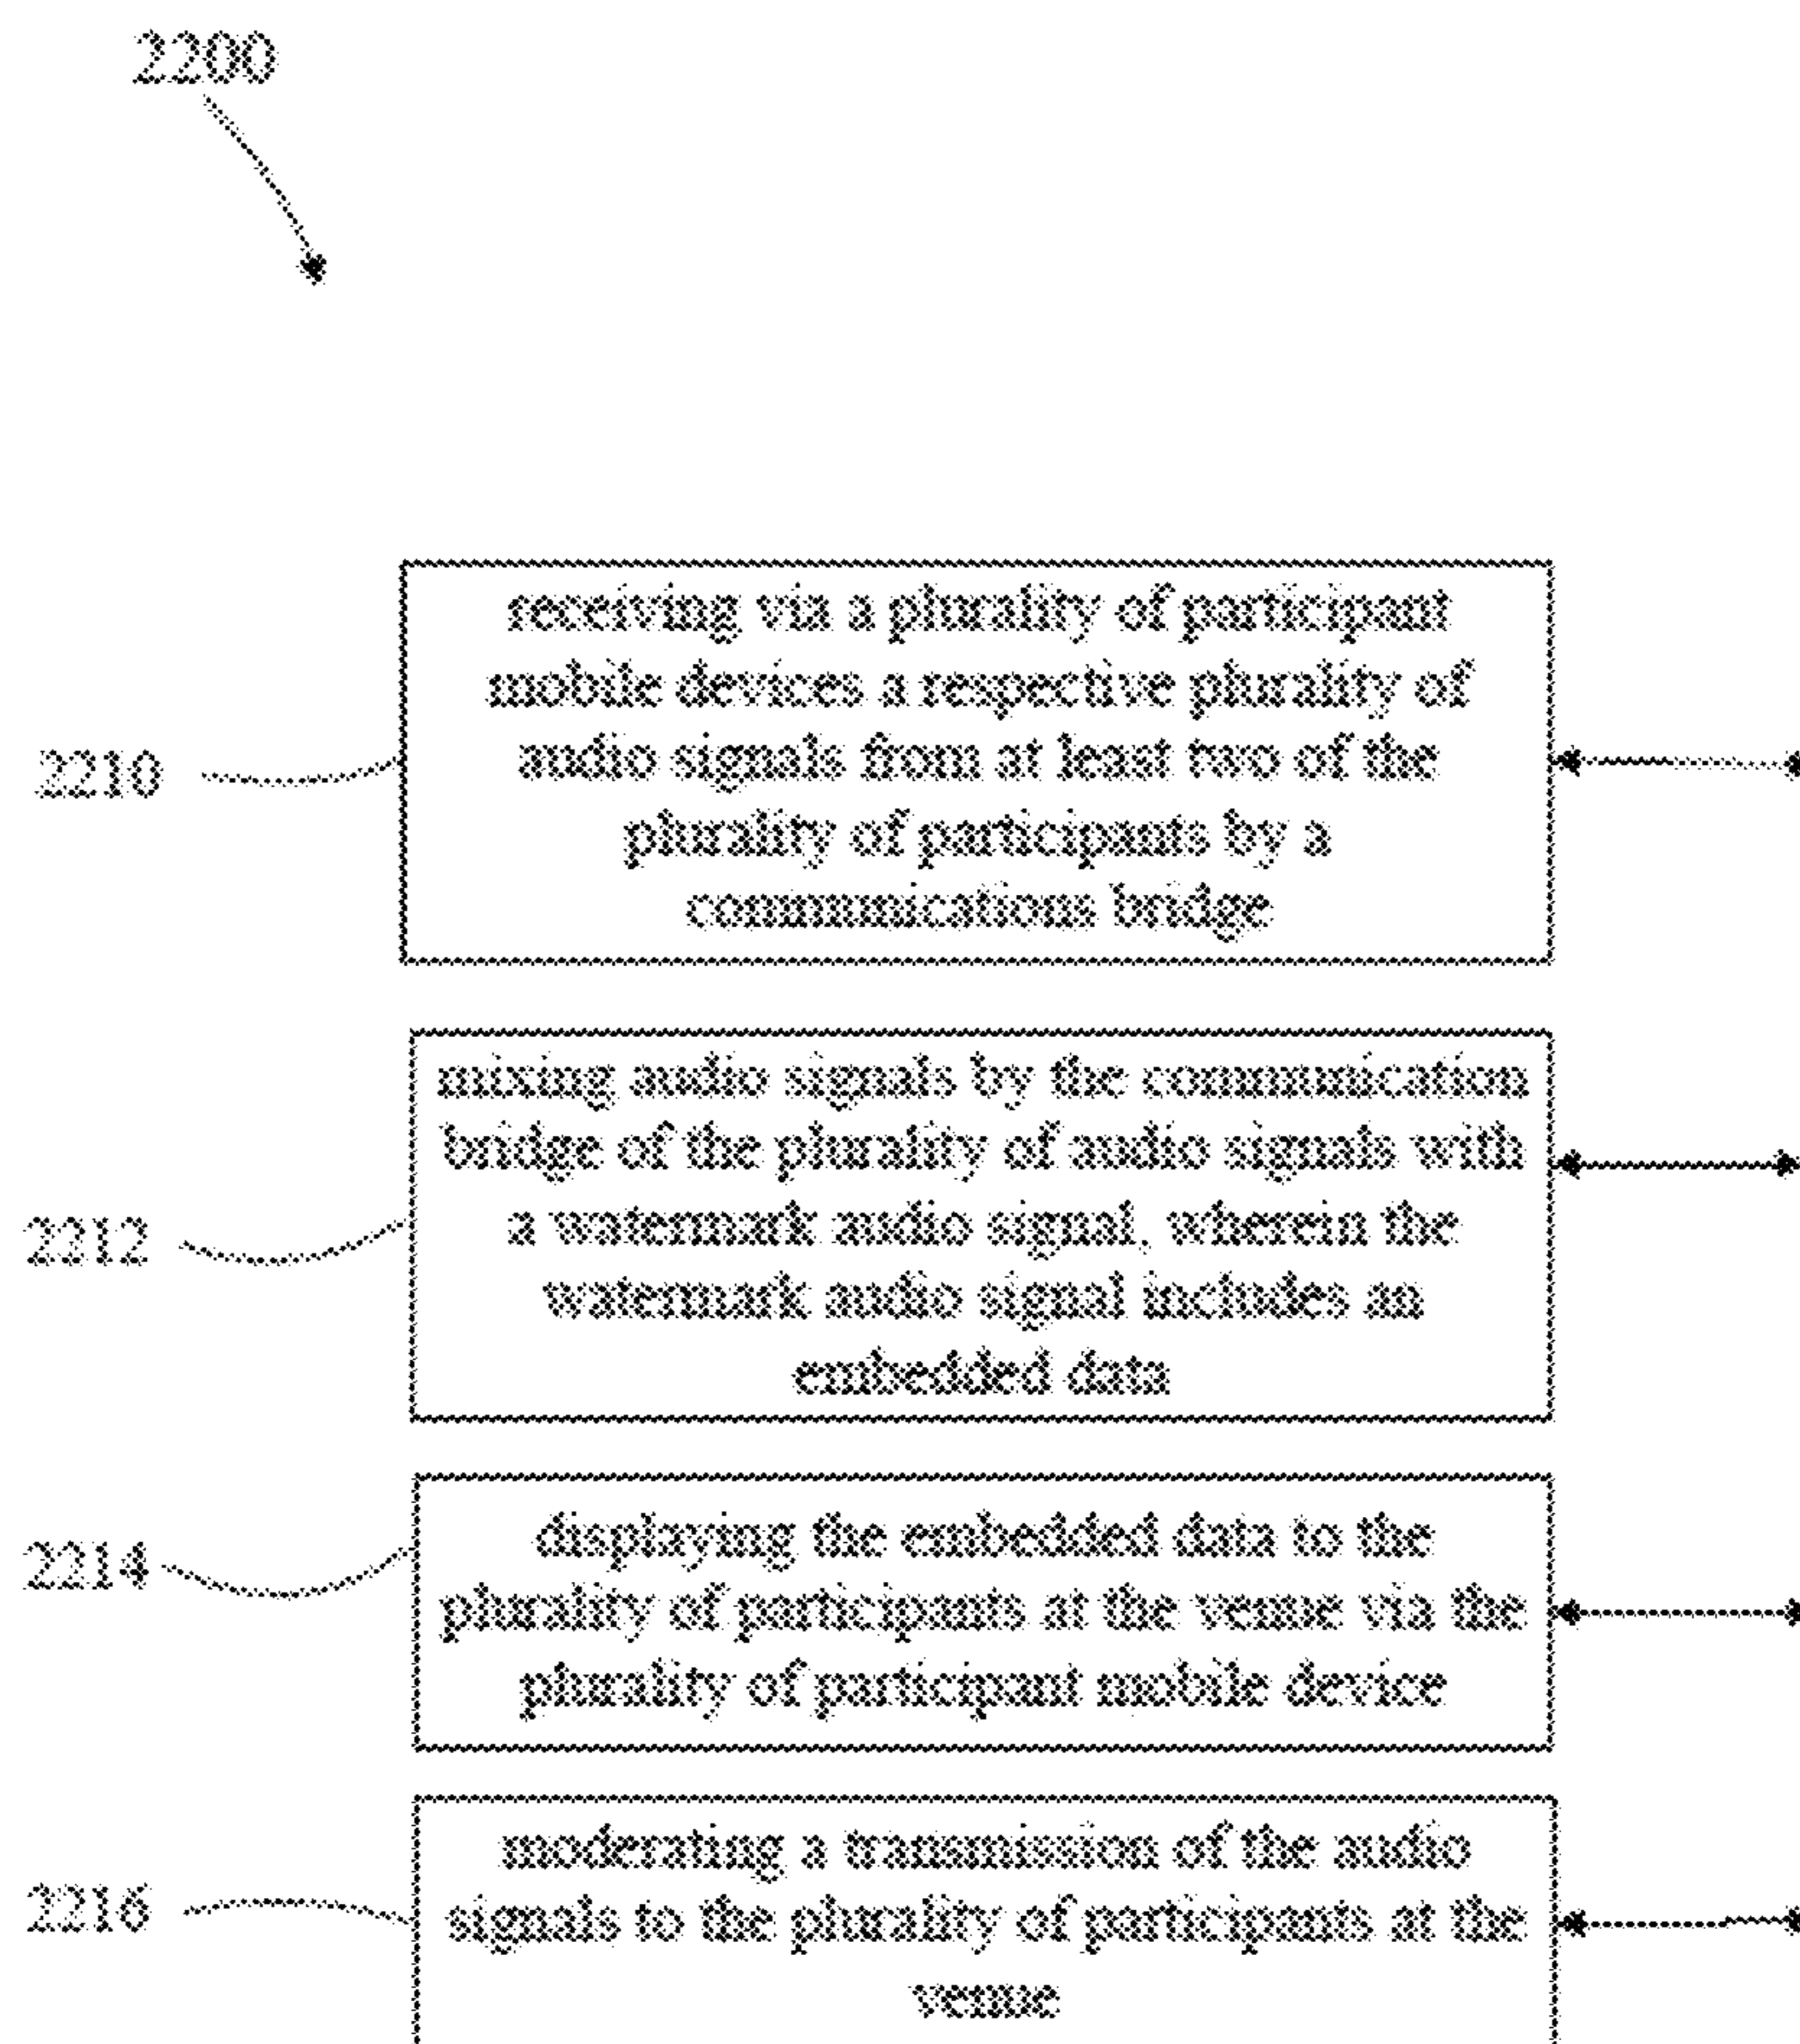 2200
receiving via a plurality of participant
mobile devices a respective plurality of
audio signals from at least two of the
plurality of participants by a
communications bridge
2210
mixing audio signals by the communication
bridge of the plurality of audio signals with
a watermark audio signal, wherein the
watermark audio signal includes an
embedded data
2212
displaying the embedded data to the
plurality of participants at the venue via the
plurality of participant mobile device
2214
moderating a transmission of the audio
signals to the plurality of participants at the
venue
2216